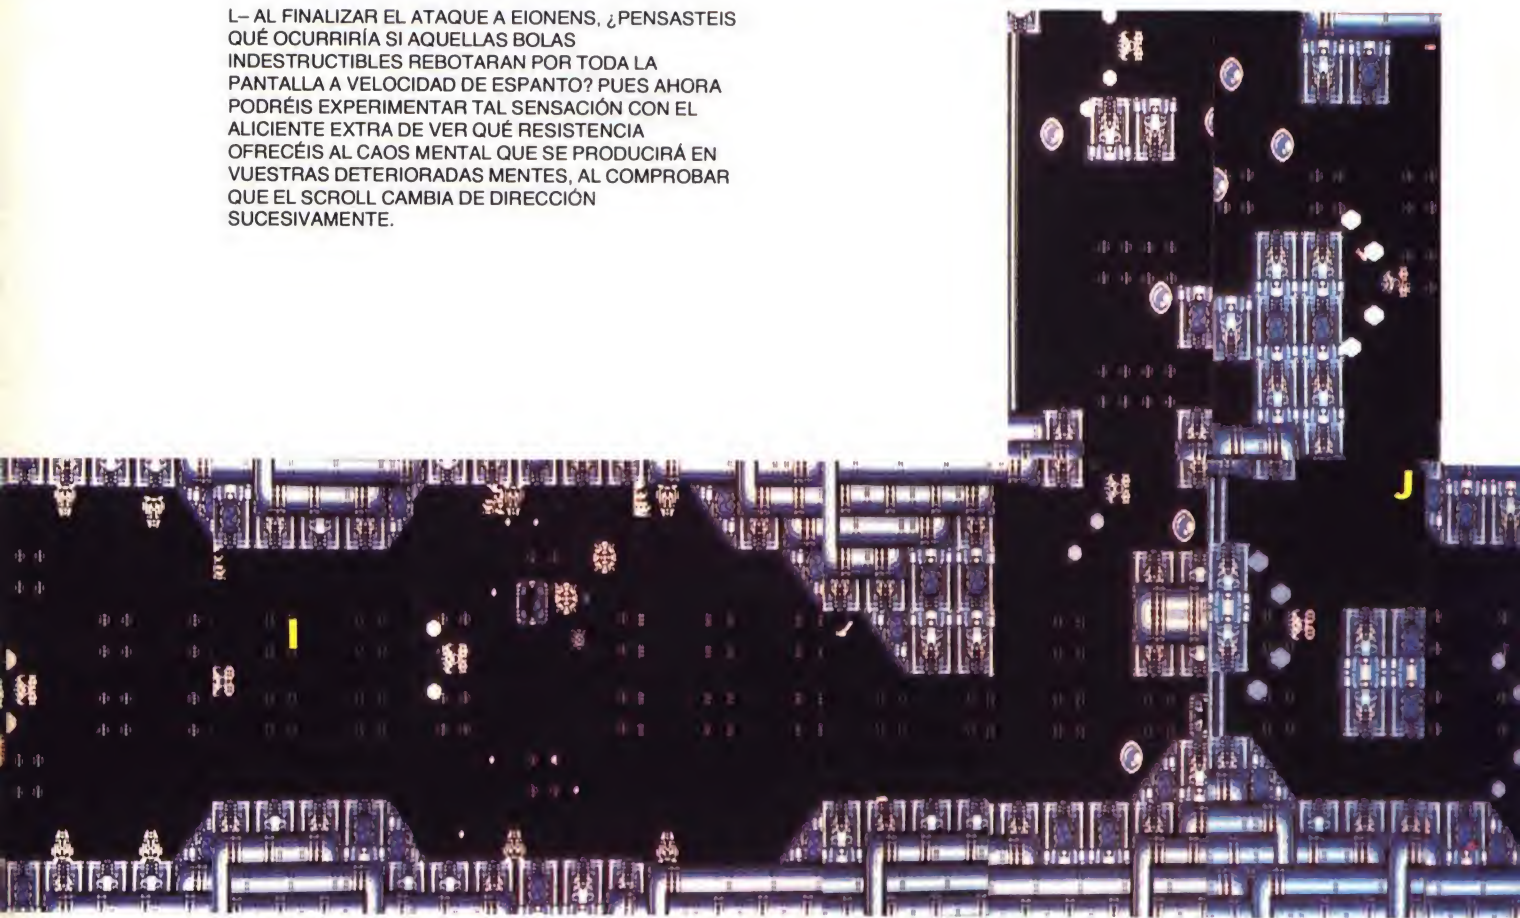 L– AL FINALIZAR EL ATAQUE A EIONENS, ¿PENSASTEIS
QUÉ OCURRIRÍA SI AQUELLAS BOLAS
INDESTRUCTIBLES REBOTARAN POR TODA LA
PANTALLA A VELOCIDAD DE ESPANTO? PUES AHORA
PODRÉIS EXPERIMENTAR TAL SENSACIÓN CON EL
ALICIENTE EXTRA DE VER QUÉ RESISTENCIA
OFRECÉIS AL CAOS MENTAL QUE SE PRODUCIRÁ EN
VUESTRAS DETERIORADAS MENTES, AL COMPROBAR
QUE EL SCROLL CAMBIA DE DIRECCIÓN
SUCESIVAMENTE.
J
I